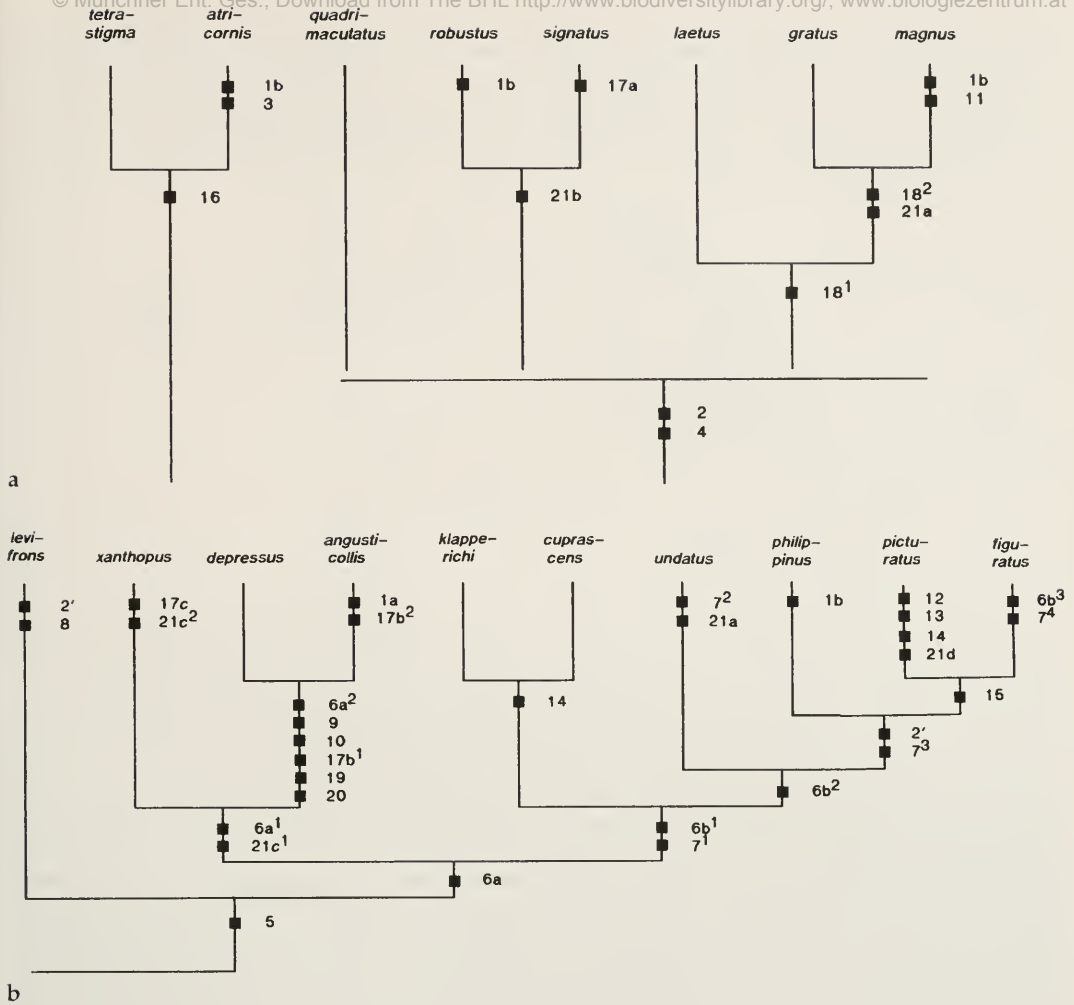 © Münchner Ent. Ges., Download from The BHL http://www.biodiversitylibrary.org/, www.biologiezentrum.at
tetra-
stigma
atri-
cornis
quadri-
maculatus
robustus
signatus
laetus
gratus
magnus
1b
3
1b
17a
1b
11
16
21b
18²
21a
18¹
2
4
a
levi-
frons
xanthopus
depressus
angusti-
collis
klappe-
richi
cupras-
cens
undatus
philip-
pinus
pictu-
ratus
figu-
ratus
2'
8
17c
21c²
1a
17b²
7²
21a
1b
12
13
14
21d
6b³
7⁴
6a²
9
10
17b¹
19
20
14
15
2'
7³
6b²
6a¹
21c¹
6b¹
7¹
6a
5
b